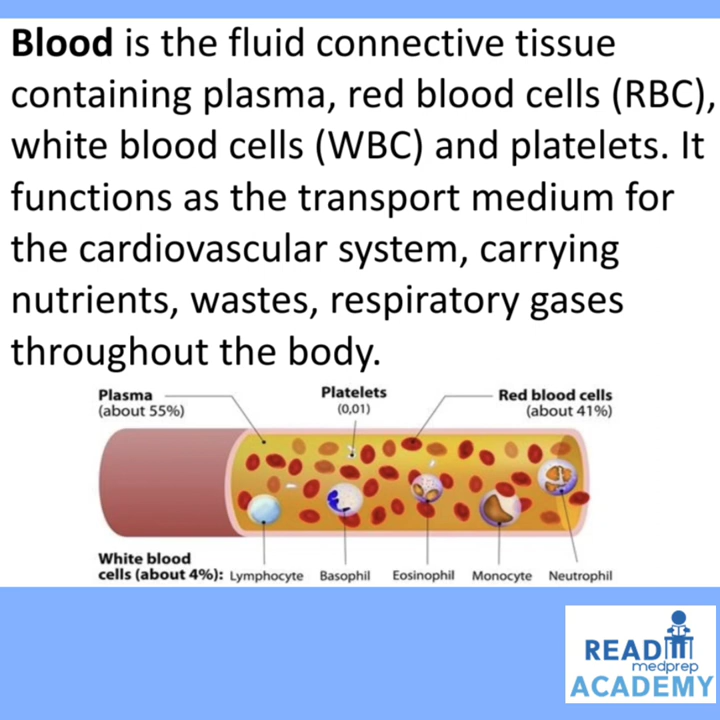 Blood is the fluid connective tissue
containing plasma, red blood cells (RBC),
white blood cells (WBC) and platelets. It
functions as the transport medium for
the cardiovascular system, carrying
nutrients, wastes, respiratory gases
throughout the body.
Plasma
(about 55%)
Platelets
(0,01)
Red blood cells
(about 41%)
White blood
cells (about 4%): Lymphocyte Basophil Eosinophil Monocyte Neutrophil
READ
medprep
ACADEMY